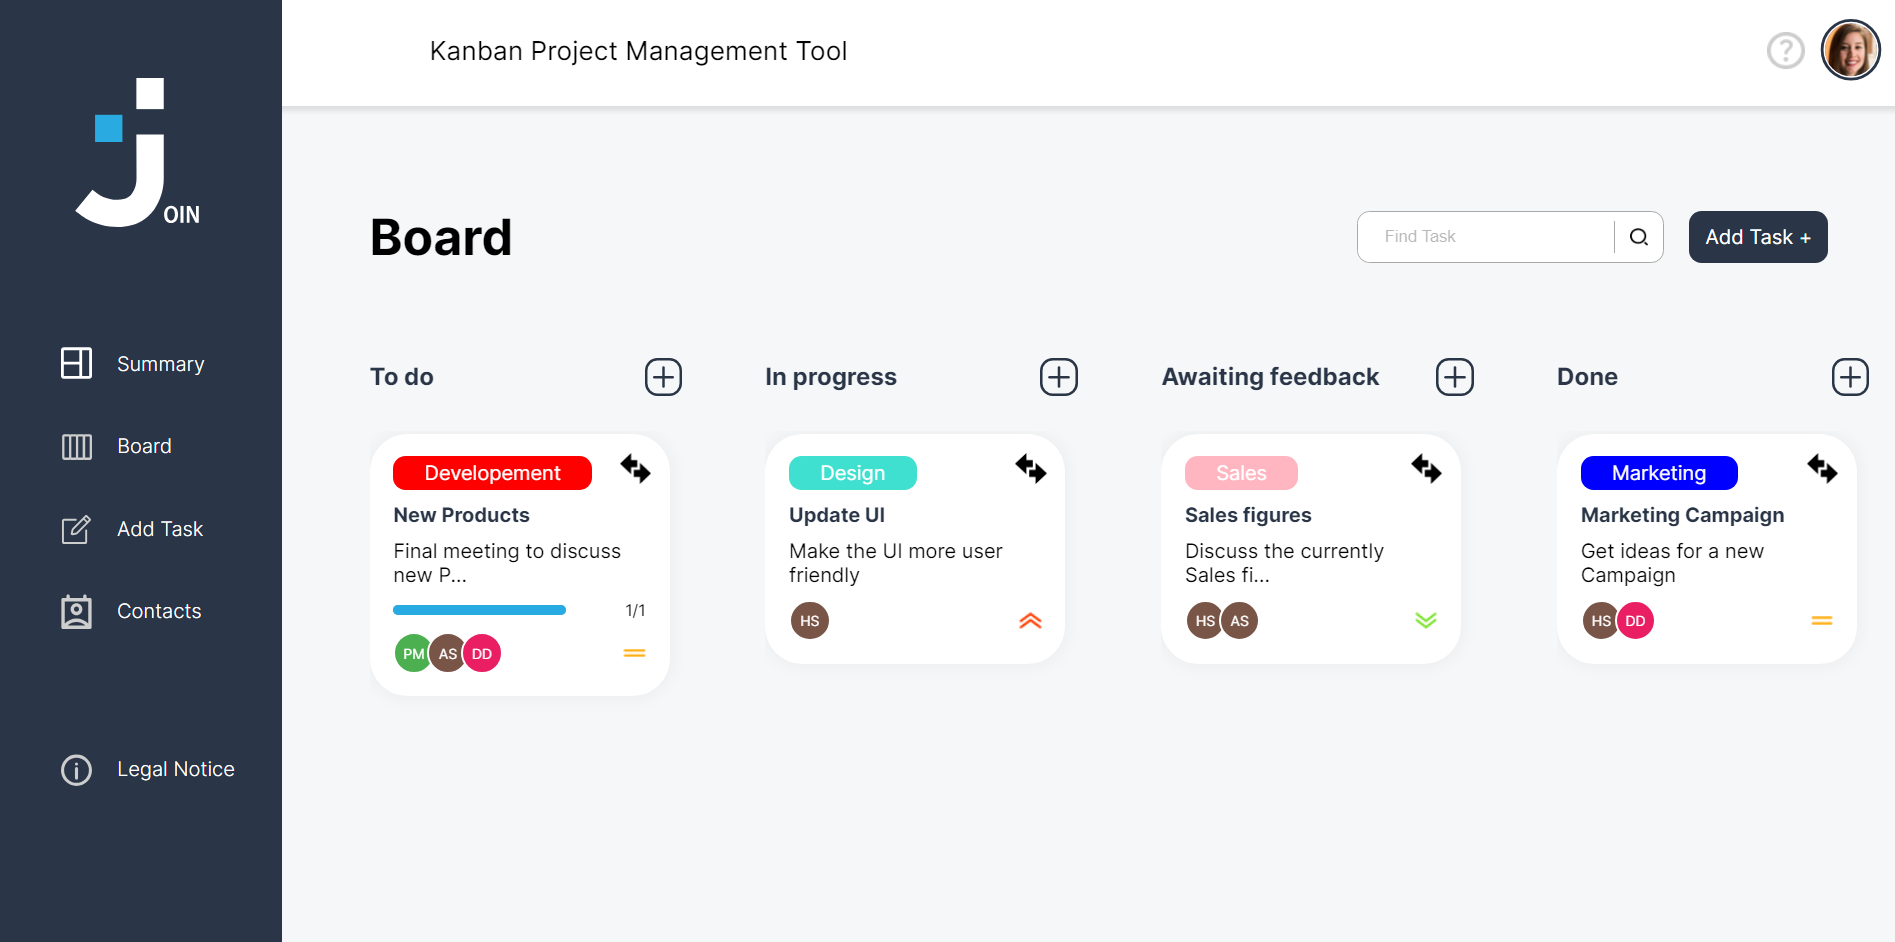 OIN
Summary
Board
Add Task
Contacts
Legal Notice
Kanban Project Management Tool
?
Board
Find Task
Add Task +
To do
Developement
New Products
Final meeting to discuss
new P...
1/1
PM AS DD
In progress
Design
Update UI
Make the UI more user
friendly
HS
Awaiting feedback
Sales
Sales figures
Discuss the currently
Sales fi...
HS AS
Done
Marketing
Marketing Campaign
Get ideas for a new
Campaign
HS DD